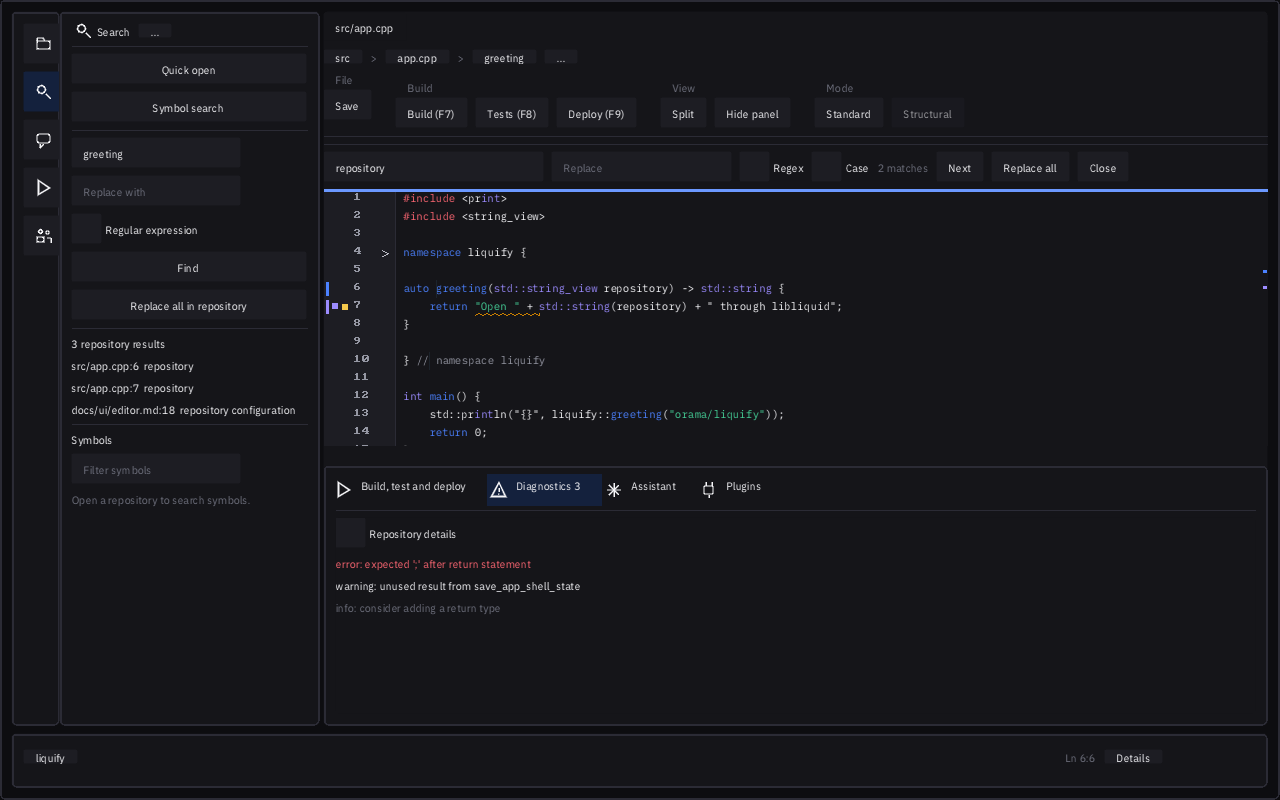 Search ...
Quick open
Symbol search
greeting
Replace with
Regular expression
Find
Replace all in repository
3 repository results
src/app.cpp:6 repository
src/app.cpp:7 repository
docs/ui/editor.md:18 repository configuration
Symbols
Filter symbols
Open a repository to search symbols.
src/app.cpp
src > app.cpp > greeting ...
File Build View Mode
Save Build (F7) Tests (F8) Deploy (F9) Split Hide panel Standard Structural
repository Replace Regex Case 2 matches Next Replace all Close
1 #include <print>
2 #include <string_view>
3
4 > namespace liquify {
5
6 auto greeting(std::string_view repository) -> std::string {
7 return "Open " + std::string(repository) + " through libliquid";
8 }
9
10 } // namespace liquify
11
12 int main() {
13 std::println("{}", liquify::greeting("orama/liquify"));
14 return 0;
Build, test and deploy Diagnostics 3 Assistant Plugins
Repository details
error: expected ';' after return statement
warning: unused result from save_app_shell_state
info: consider adding a return type
liquify Ln 6:6 Details